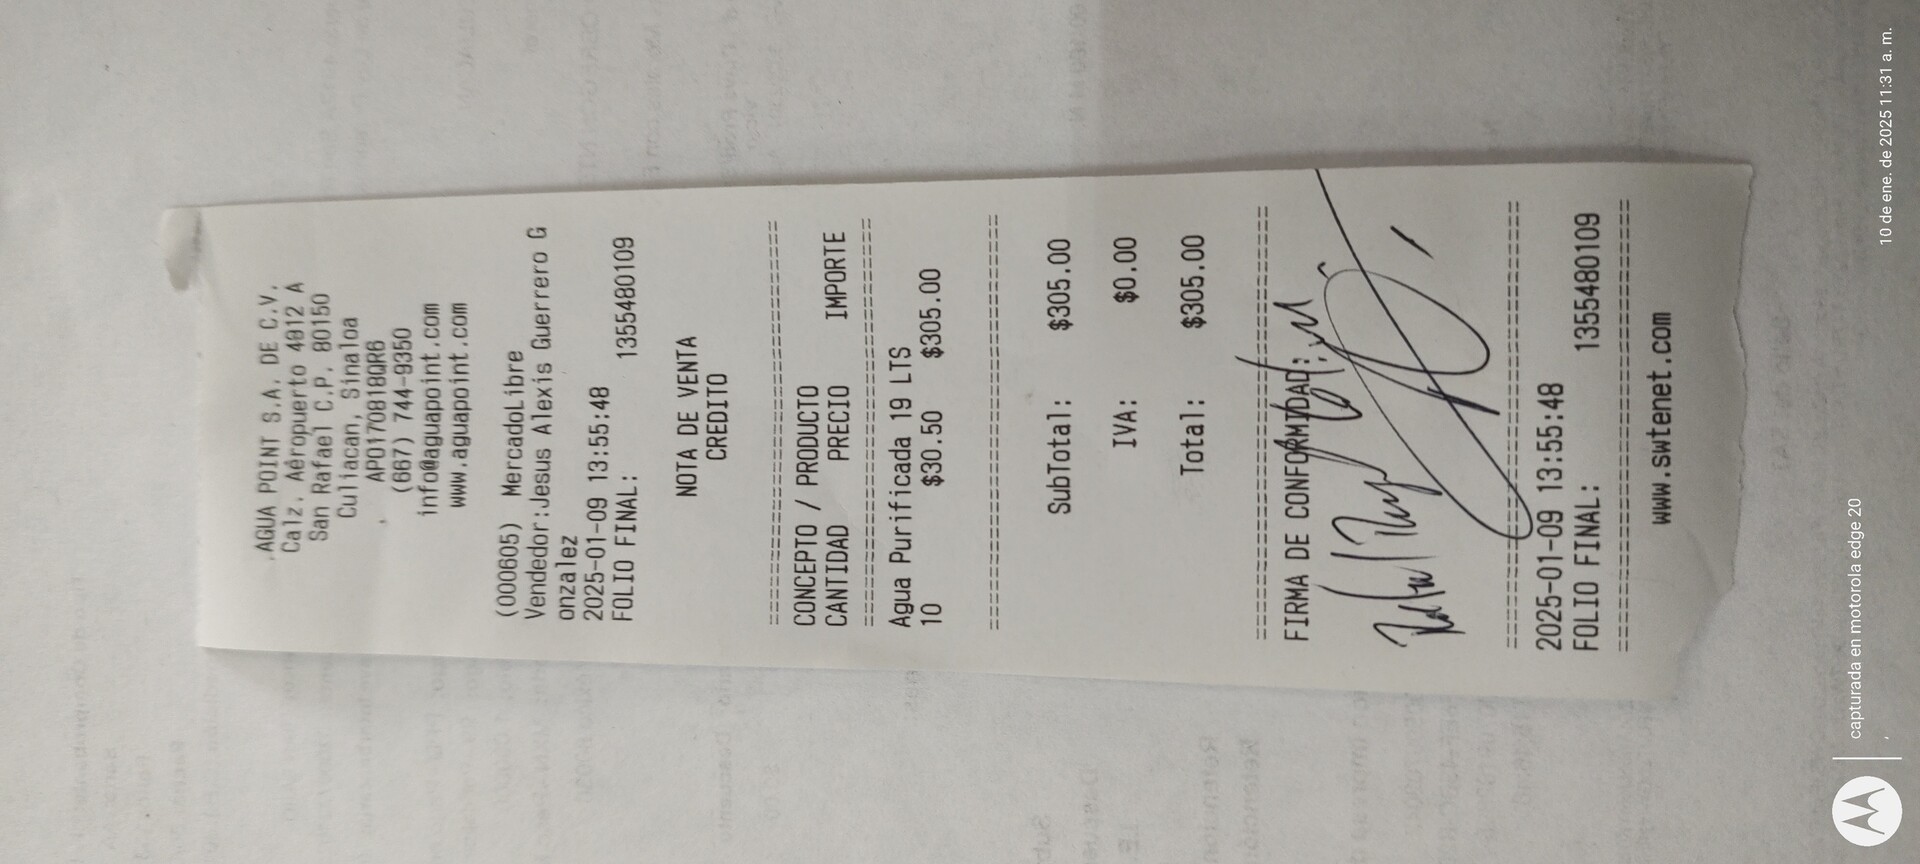 AGUA POINT S.A. DE C.V.
Calz. Aéropuerto 4012 A
San Rafael C.P. 80150
Culiacan, Sinaloa
APO170818QR6
(667) 744-9350
info@aguapoint.com
www.aguapoint.com
(000605) MercadoLibre
Vendedor:Jesus Alexis Guerrero G
onzalez
2025-01-09 13:55:48
FOLIO FINAL: 1355480109
NOTA DE VENTA
CREDITO
================================
CONCEPTO / PRODUCTO
CANTIDAD PRECIO IMPORTE
================================
Agua Purificada 19 LTS
10 $30.50 $305.00
================================
SubTotal: $305.00
IVA: $0.00
Total: $305.00
================================
FIRMA DE CONFORMIDAD:
================================
2025-01-09 13:55:48
FOLIO FINAL: 1355480109
================================
www.swtenet.com
capturada en motorola edge 20
10 de ene. de 2025 11:31 a. m.